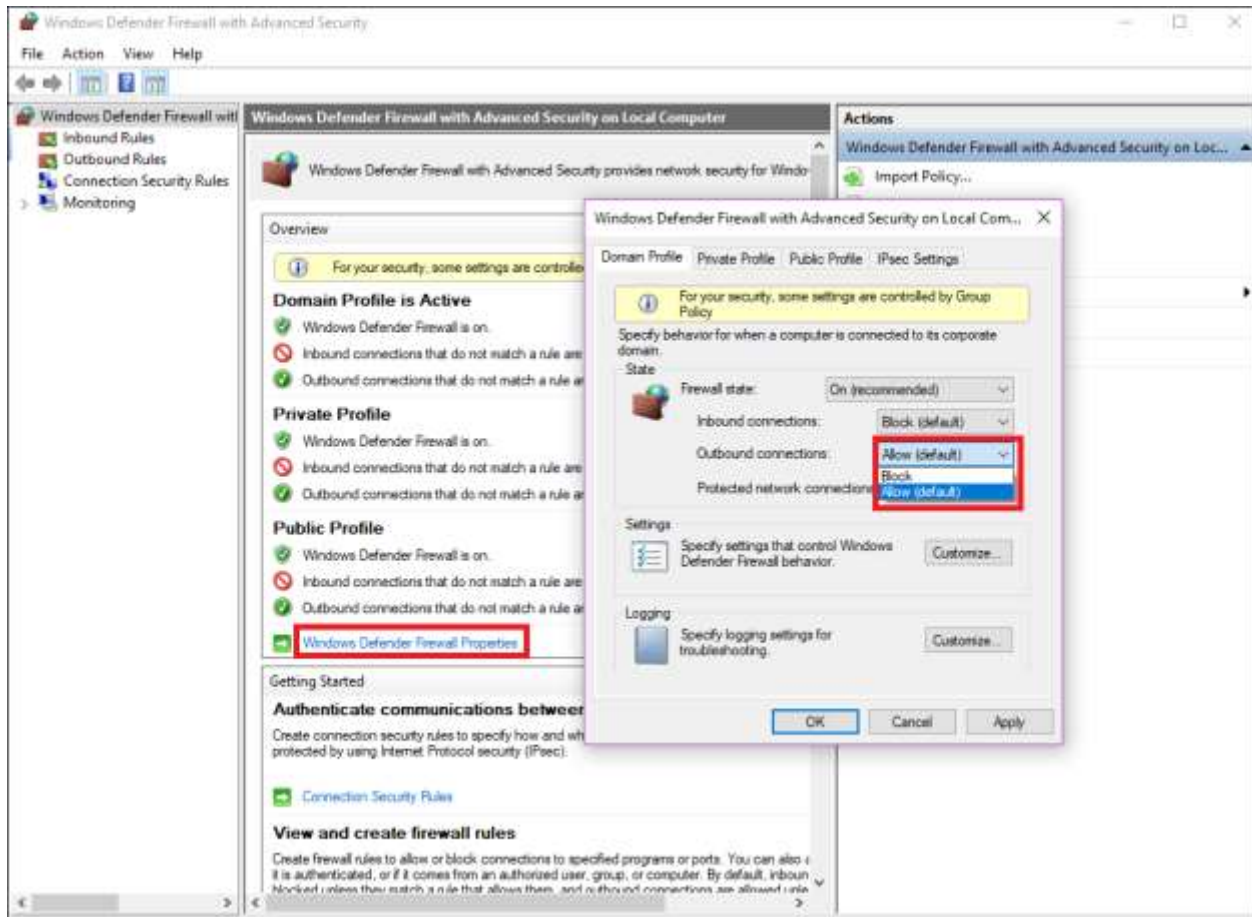 Windows Defender Firewall with Advanced Security
File Action View Help
Windows Defender Firewall with
Inbound Rules
Outbound Rules
Connection Security Rules
Monitoring
Windows Defender Firewall with Advanced Security on Local Computer
Windows Defender Firewall with Advanced Security provides network security for Windo
Overview
For your security, some settings are controlle
Domain Profile is Active
Windows Defender Firewall is on.
Inbound connections that do not match a rule are
Outbound connections that do not match a rule ar
Private Profile
Windows Defender Firewall is on.
Inbound connections that do not match a rule are
Outbound connections that do not match a rule ar
Public Profile
Windows Defender Firewall is on.
Inbound connections that do not match a rule are
Outbound connections that do not match a rule ar
Windows Defender Firewall Properties
Getting Started
Authenticate communications between
Create connection security rules to specify how and wh
protected by using Internet Protocol security (IPsec).
Connection Security Rules
View and create firewall rules
Create firewall rules to allow or block connections to specified programs or ports. You can also a
it is authenticated, or if it comes from an authorized user, group, or computer. By default, inboun
blocked unless they match a rule that allows them, and outbound connections are allowed unle
Actions
Windows Defender Firewall with Advanced Security on Loc...
Import Policy...
Windows Defender Firewall with Advanced Security on Local Com...
Domain Profile Private Profile Public Profile IPsec Settings
For your security, some settings are controlled by Group
Policy
Specify behavior for when a computer is connected to its corporate
domain.
State
Firewall state: On (recommended)
Inbound connections: Block (default)
Outbound connections: Allow (default)
Block
Protected network connection Allow (default)
Settings
Specify settings that control Windows
Defender Firewall behavior.
Customize...
Logging
Specify logging settings for
troubleshooting.
Customize...
OK Cancel Apply